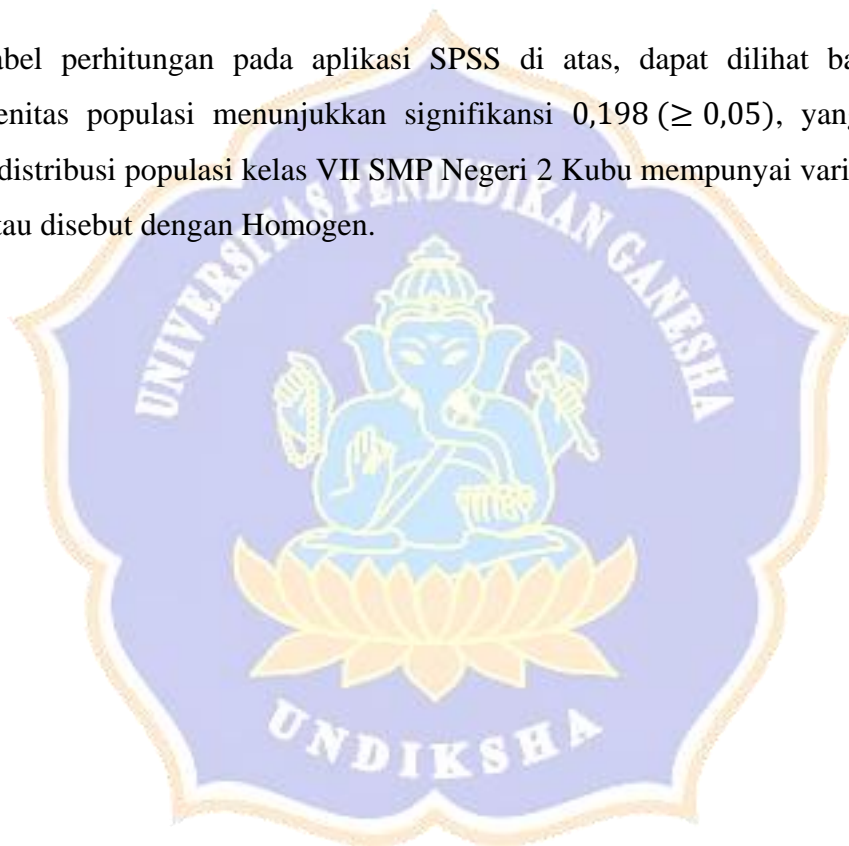 abel perhitungan pada aplikasi SPSS di atas, dapat dilihat ba
enitas populasi menunjukkan signifikansi 0,198 (≥ 0,05), yang
distribusi populasi kelas VII SMP Negeri 2 Kubu mempunyai vari
tau disebut dengan Homogen.
UNIVERSITAS PENDIDIKAN GANESHA
UNDIKSHA